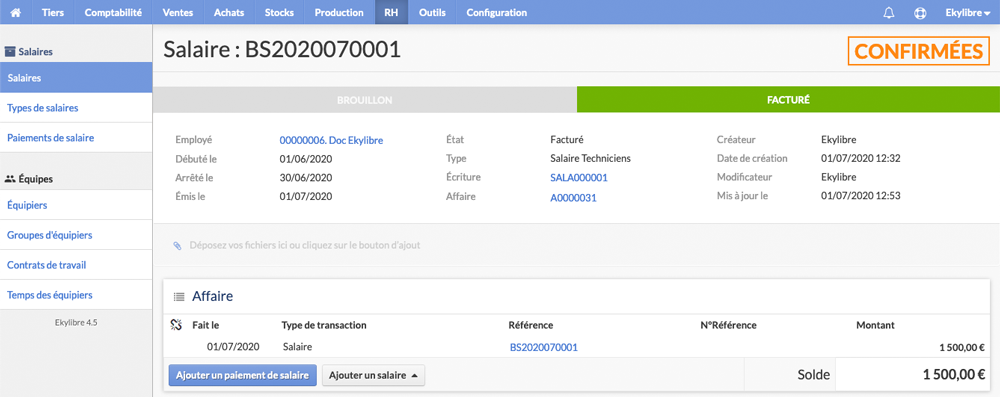 Tiers Comptabilité Ventes Achats Stocks Production RH Outils Configuration Ekylibre
Salaires
Salaires
Types de salaires
Paiements de salaire
Équipes
Équipiers
Groupes d'équipiers
Contrats de travail
Temps des équipiers
Ekylibre 4.5
Salaire : BS2020070001
CONFIRMÉES
BROUILLON FACTURÉ
Employé 00000006. Doc Ekylibre État Facturé Créateur Ekylibre
Débuté le 01/06/2020 Type Salaire Techniciens Date de création 01/07/2020 12:32
Arrêté le 30/06/2020 Écriture SALA000001 Modificateur Ekylibre
Émis le 01/07/2020 Affaire A0000031 Mis à jour le 01/07/2020 12:53
Déposez vos fichiers ici ou cliquez sur le bouton d'ajout
Affaire
Fait le Type de transaction Référence N°Référence Montant
01/07/2020 Salaire BS2020070001 1 500,00 €
Ajouter un paiement de salaire Ajouter un salaire Solde 1 500,00 €